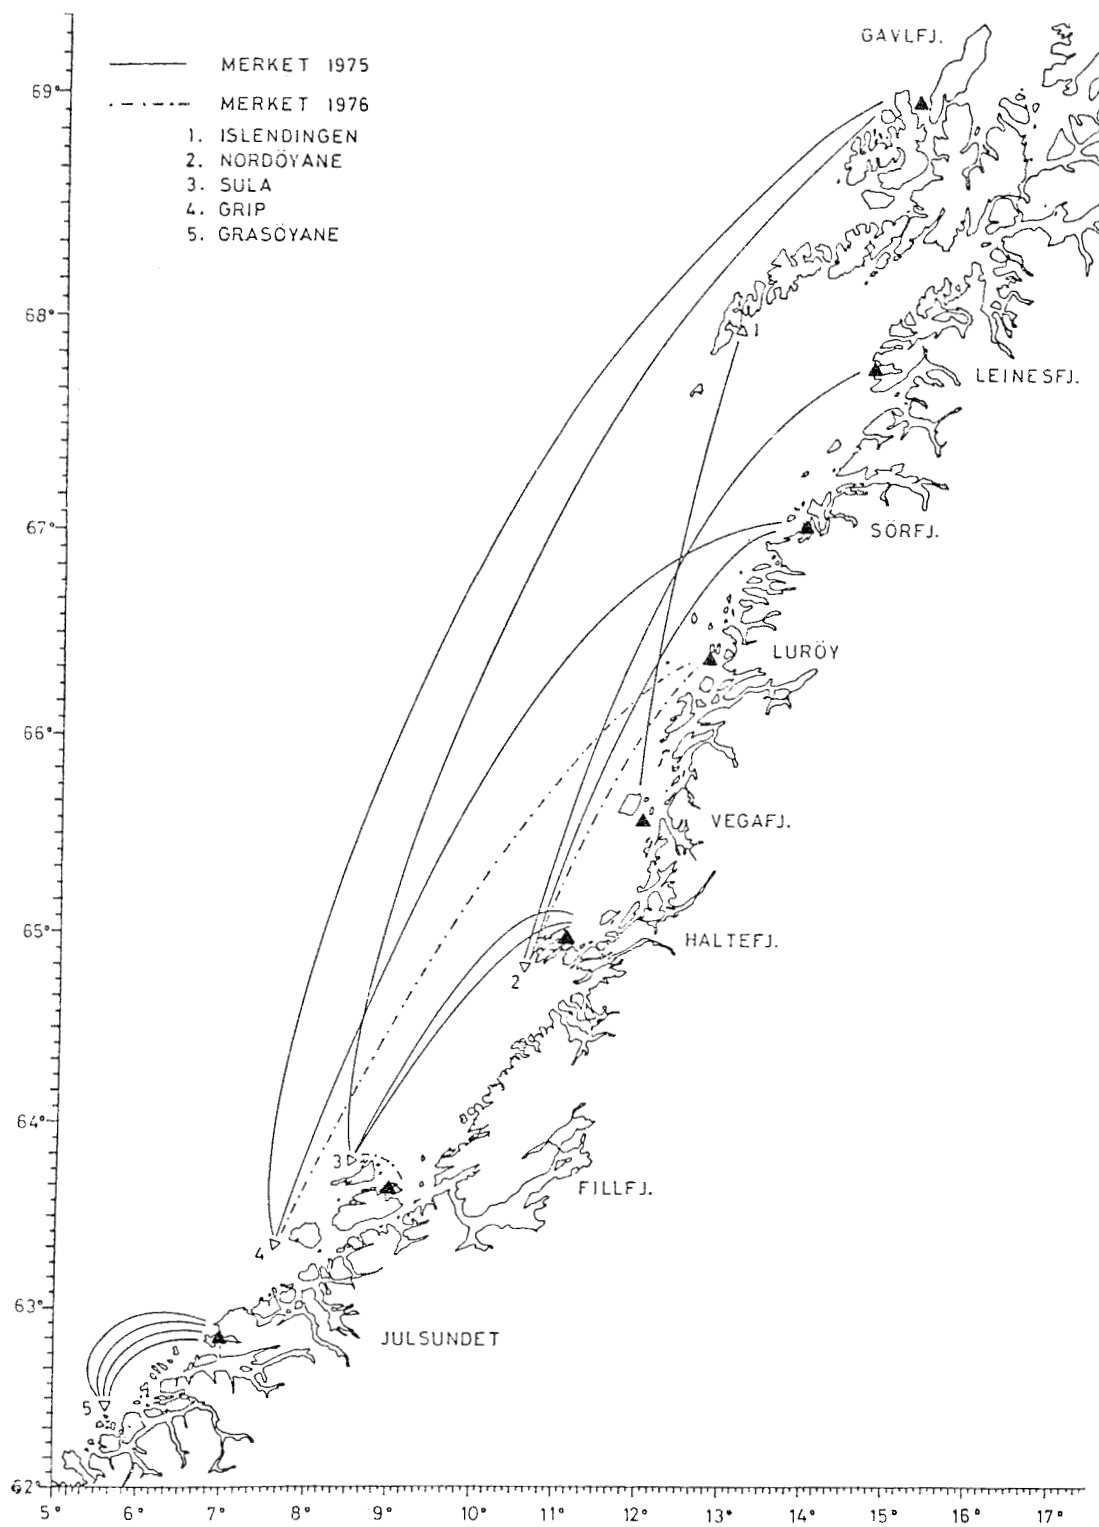 GAVLFJ.
MERKET 1975
MERKET 1976
1. ISLENDINGEN
2. NORDÖYANE
3. SULA
4. GRIP
5. GRASÖYANE
69°
68°
1
LEINESFJ.
67°
SÖRFJ.
LURÖY
66°
VEGAFJ.
65°
HALTEFJ.
2
64°
3
FILLFJ.
4
63°
JULSUNDET
5
62°
5° 6° 7° 8° 9° 10° 11° 12° 13° 14° 15° 16° 17°